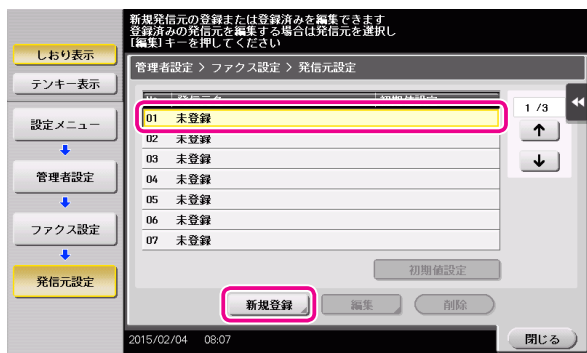 新規発信元の登録または登録済みを編集できます
登録済みの発信元を編集する場合は発信元を選択し
[編集]キーを押してください
しおり表示
テンキー表示
設定メニュー
管理者設定
ファクス設定
発信元設定
管理者設定 > ファクス設定 > 発信元設定
No. 発信元名 初期値設定
01 未登録
02 未登録
03 未登録
04 未登録
05 未登録
06 未登録
07 未登録
1 /3
初期値設定
新規登録 編集 削除
2015/02/04 08:07
閉じる